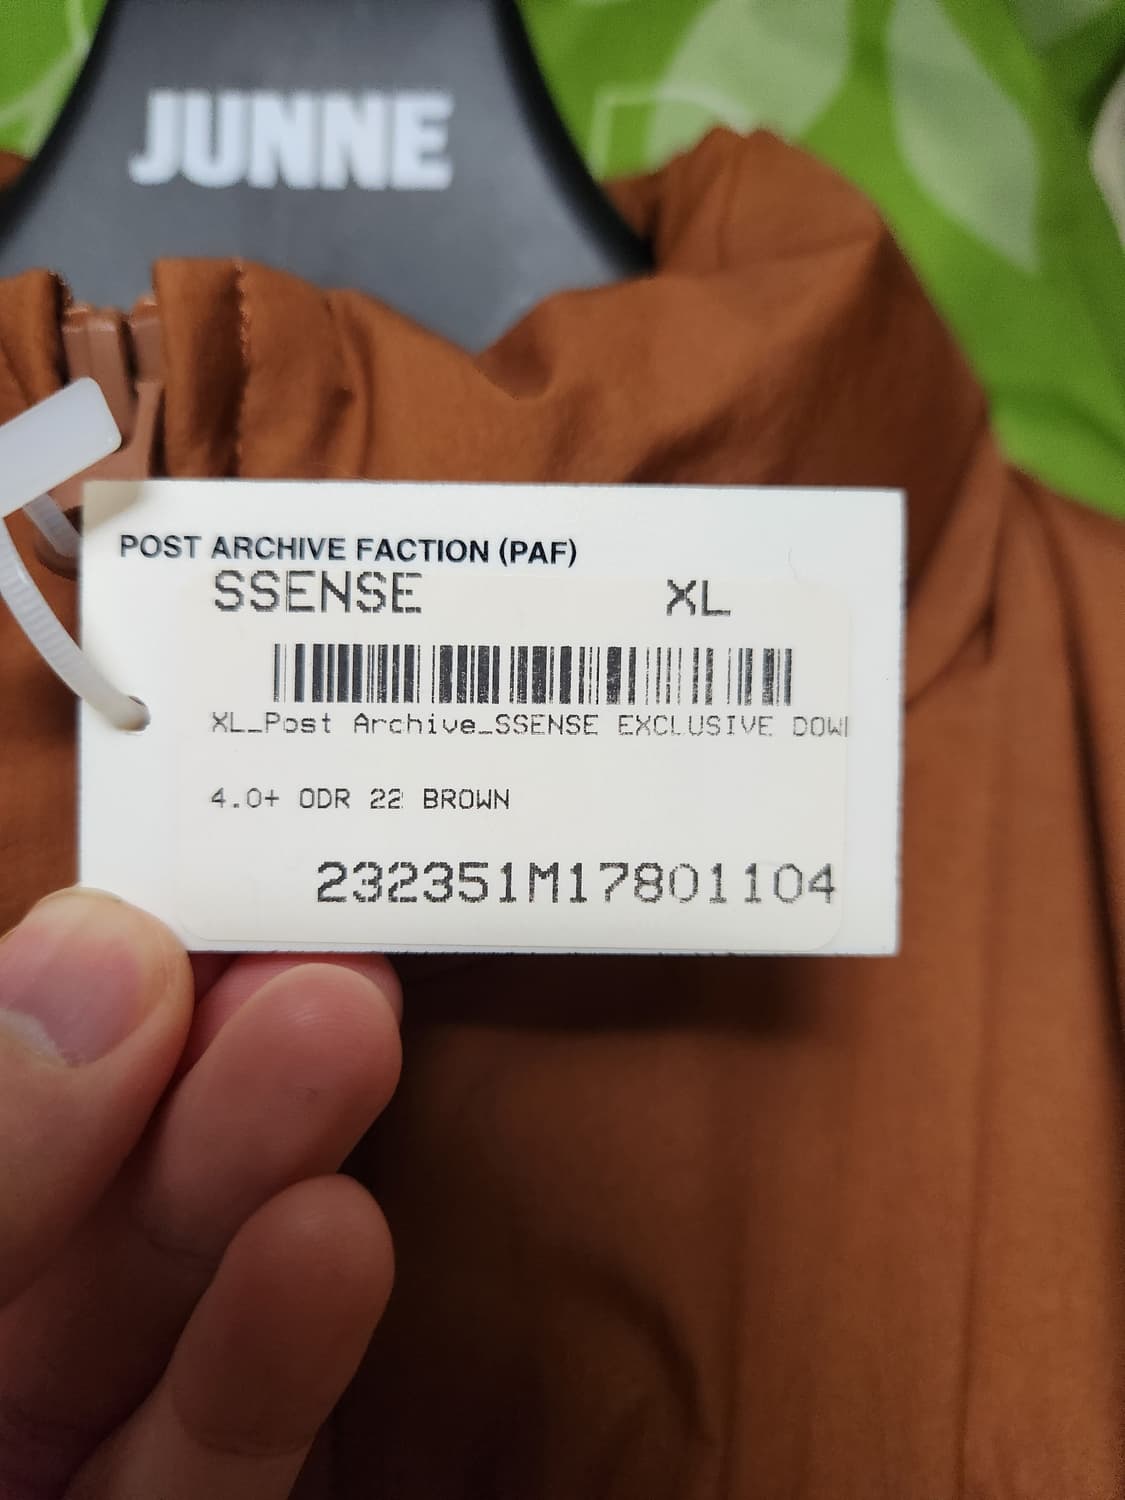 JUNNE
POST ARCHIVE FACTION (PAF)
SSENSE XL
XL_Post Archive_SSENSE EXCLUSIVE DOW
4.0+ ODR 22 BROWN
232351M17801104